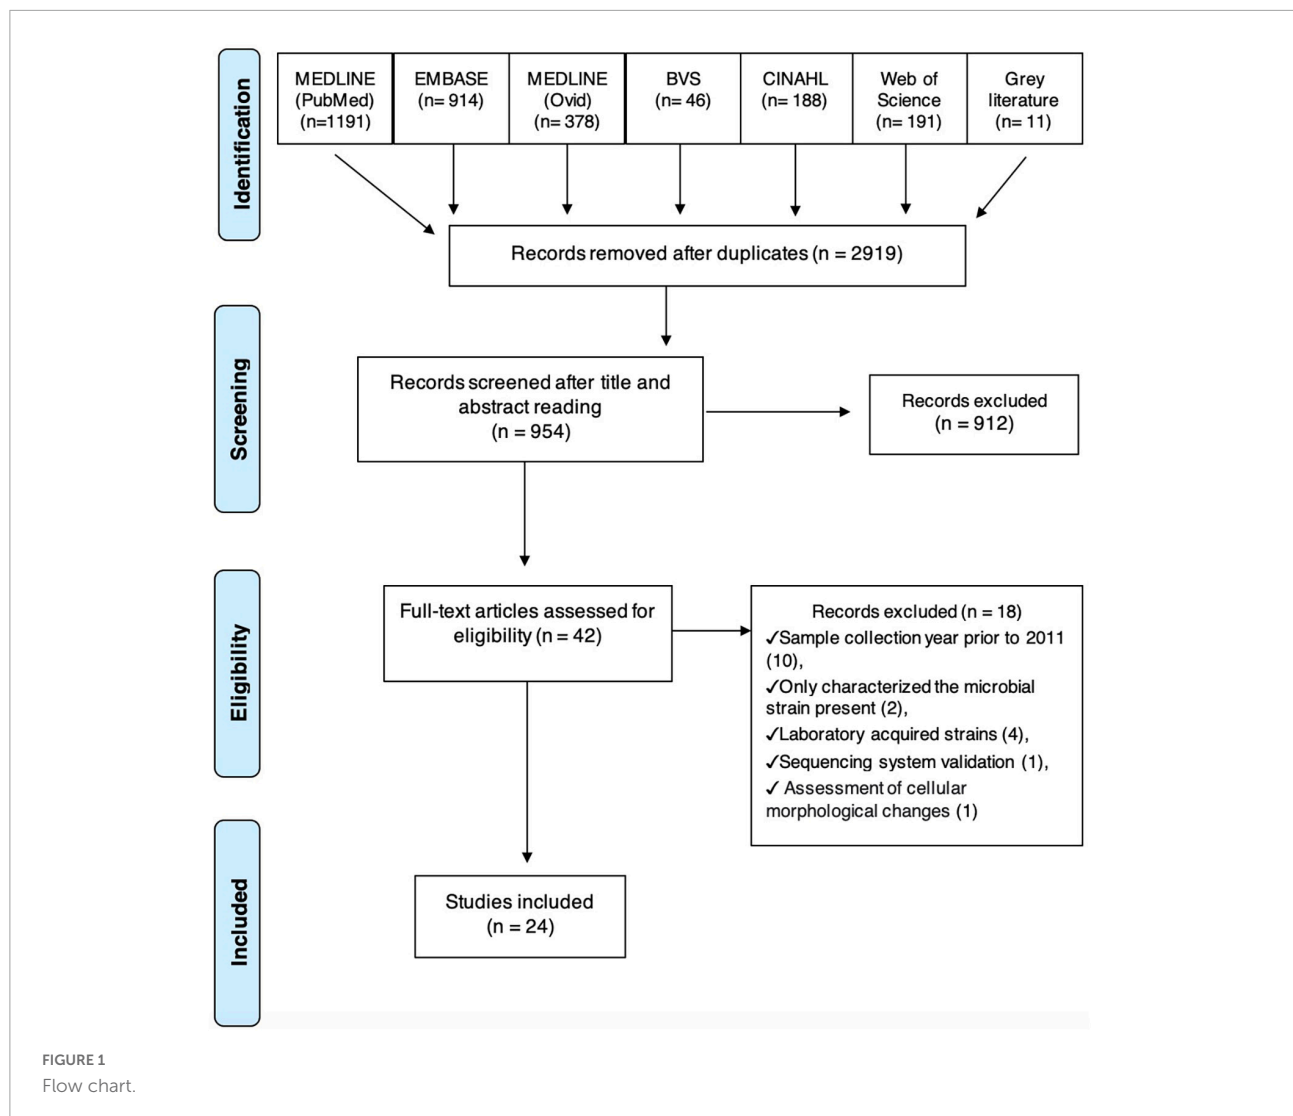 Identification
MEDLINE
(PubMed)
(n=1191)
EMBASE
(n= 914)
MEDLINE
(Ovid)
(n= 378)
BVS
(n= 46)
CINAHL
(n= 188)
Web of
Science
(n= 191)
Grey
literature
(n= 11)
Records removed after duplicates (n = 2919)
Screening
Records screened after title and
abstract reading
(n = 954)
Records excluded
(n = 912)
Eligibility
Full-text articles assessed for
eligibility (n = 42)
Records excluded (n = 18)
✓Sample collection year prior to 2011
(10),
✓Only characterized the microbial
strain present (2),
✓Laboratory acquired strains (4),
✓Sequencing system validation (1),
✓ Assessment of cellular
morphological changes (1)
Included
Studies included
(n = 24)
FIGURE 1
Flow chart.